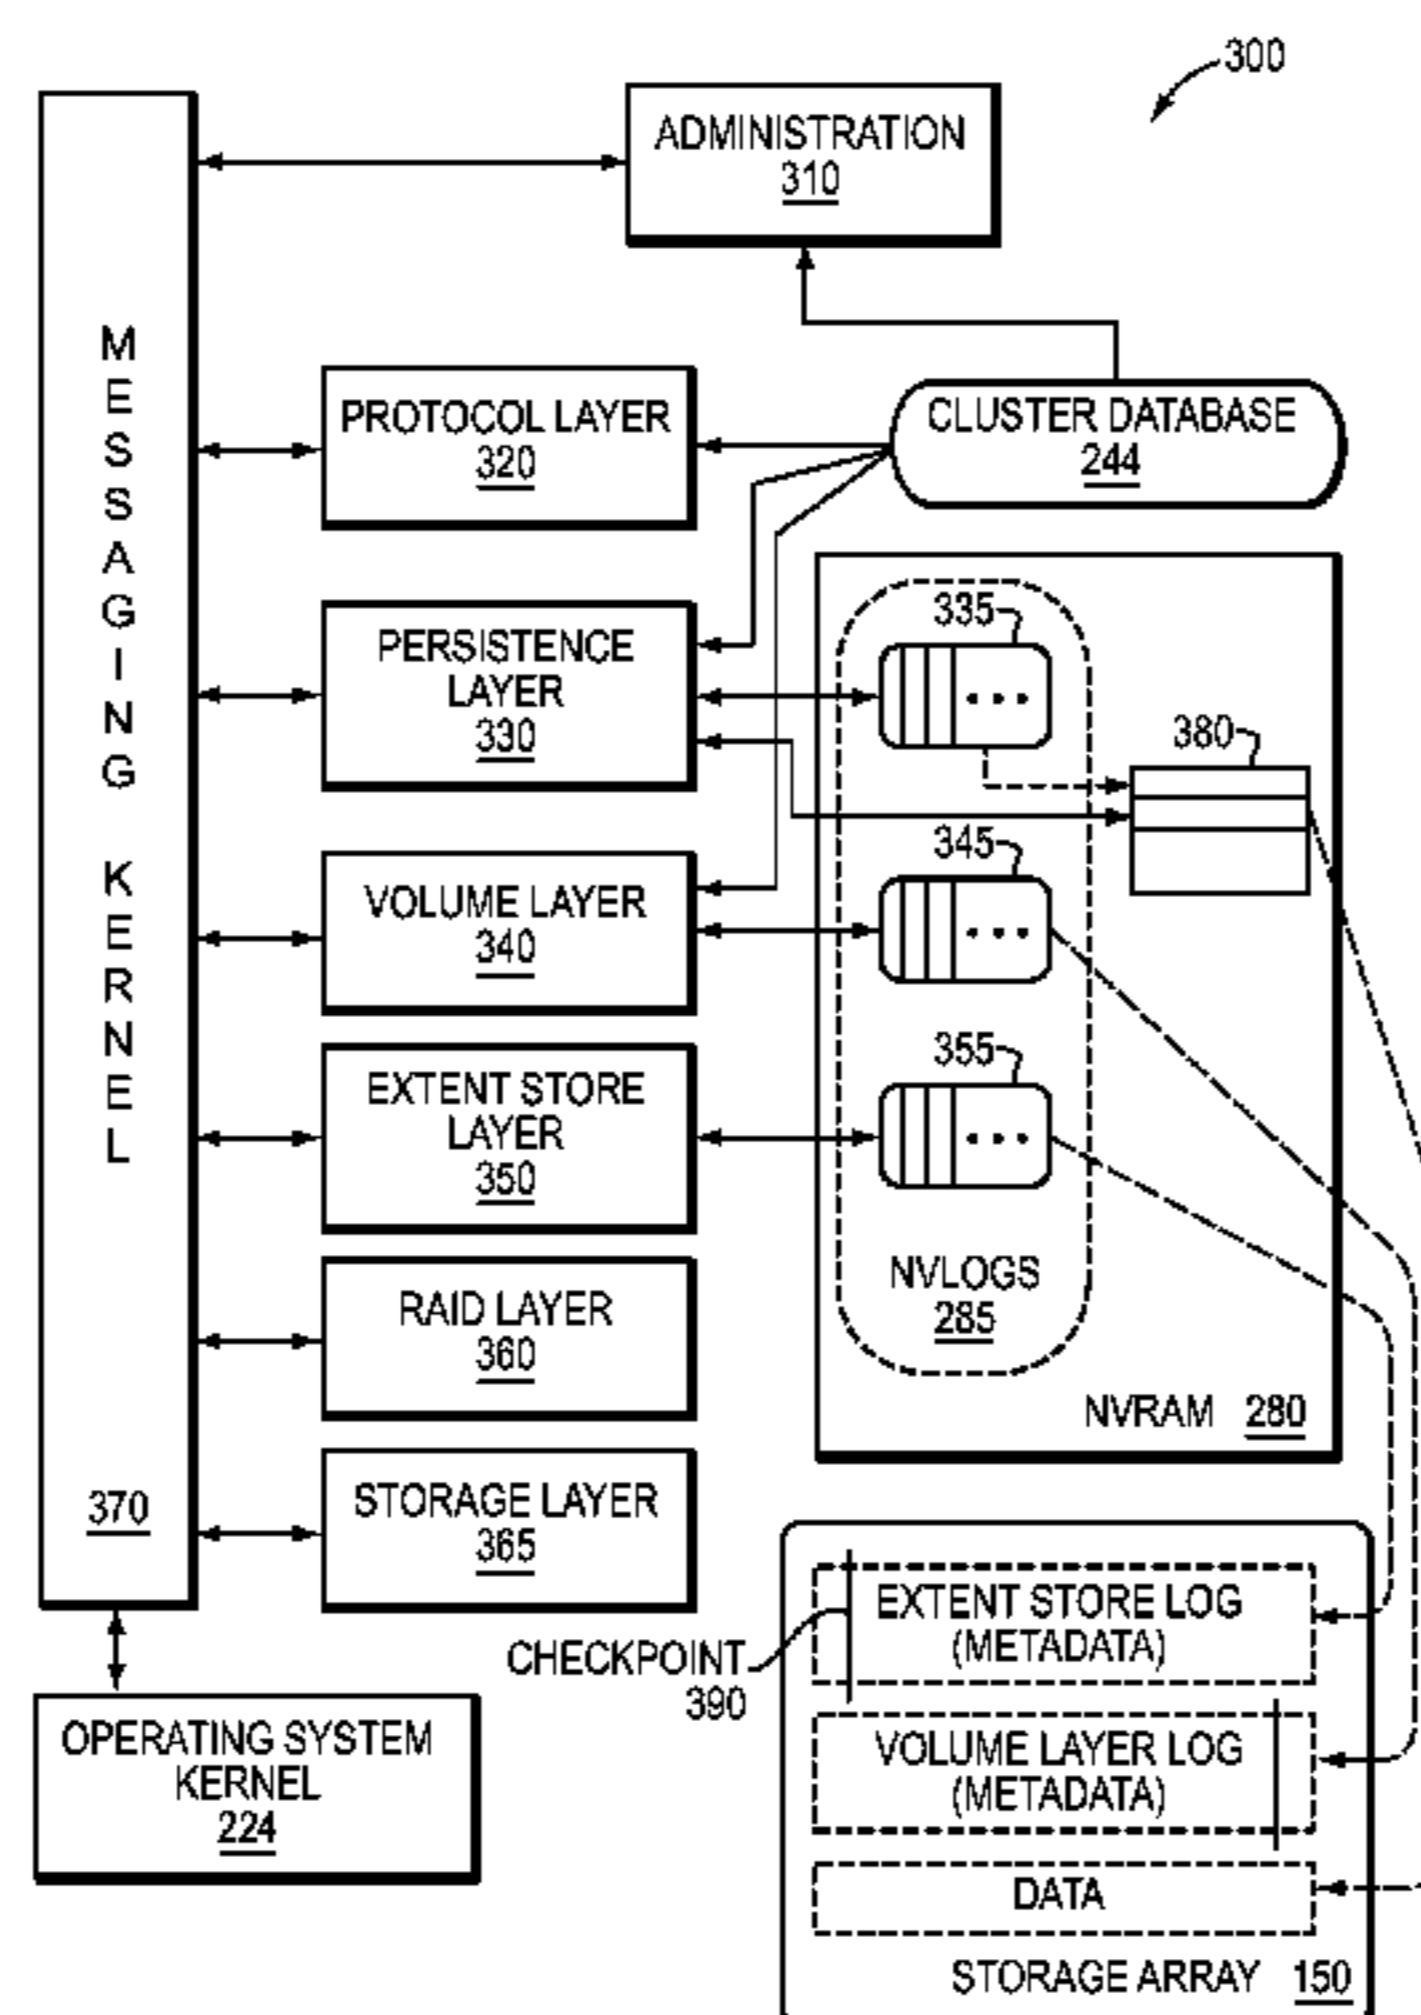 300
ADMINISTRATION
310
MESSAGING KERNEL
370
PROTOCOL LAYER
320
CLUSTER DATABASE
244
PERSISTENCE
LAYER
330
335
380
VOLUME LAYER
340
345
EXTENT STORE
LAYER
350
355
NVLOGS
285
RAID LAYER
360
NVRAM 280
STORAGE LAYER
365
EXTENT STORE LOG
(METADATA)
CHECKPOINT
390
OPERATING SYSTEM
KERNEL
224
VOLUME LAYER LOG
(METADATA)
DATA
STORAGE ARRAY 150